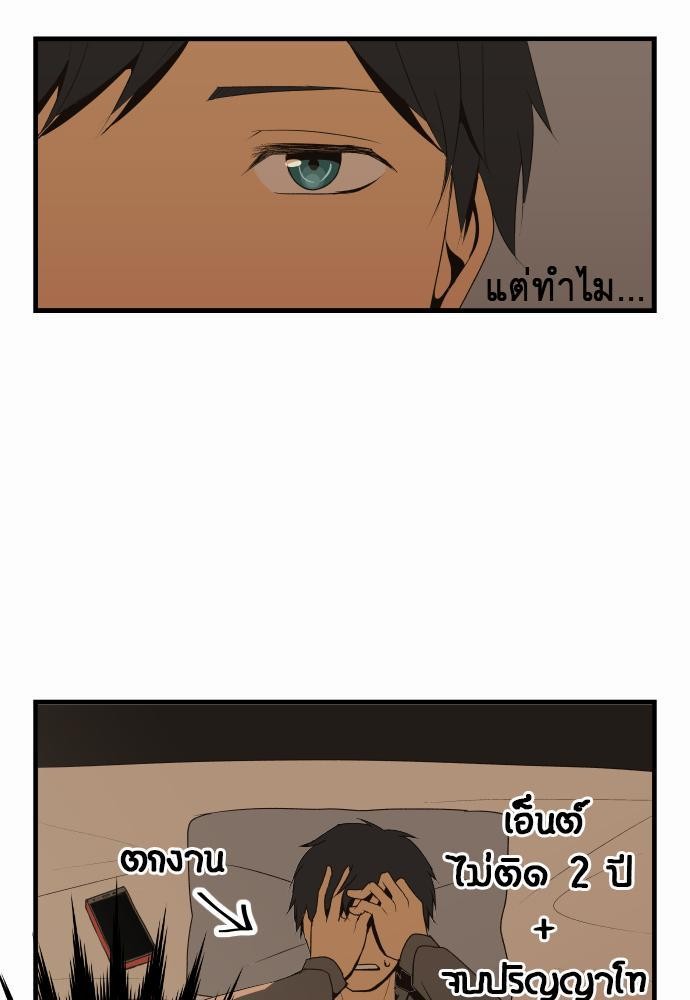 แต่ทำไม...
ตกงาน
เอ็นต์
ไม่ติด 2 ปี
+
จบปริญญาโท